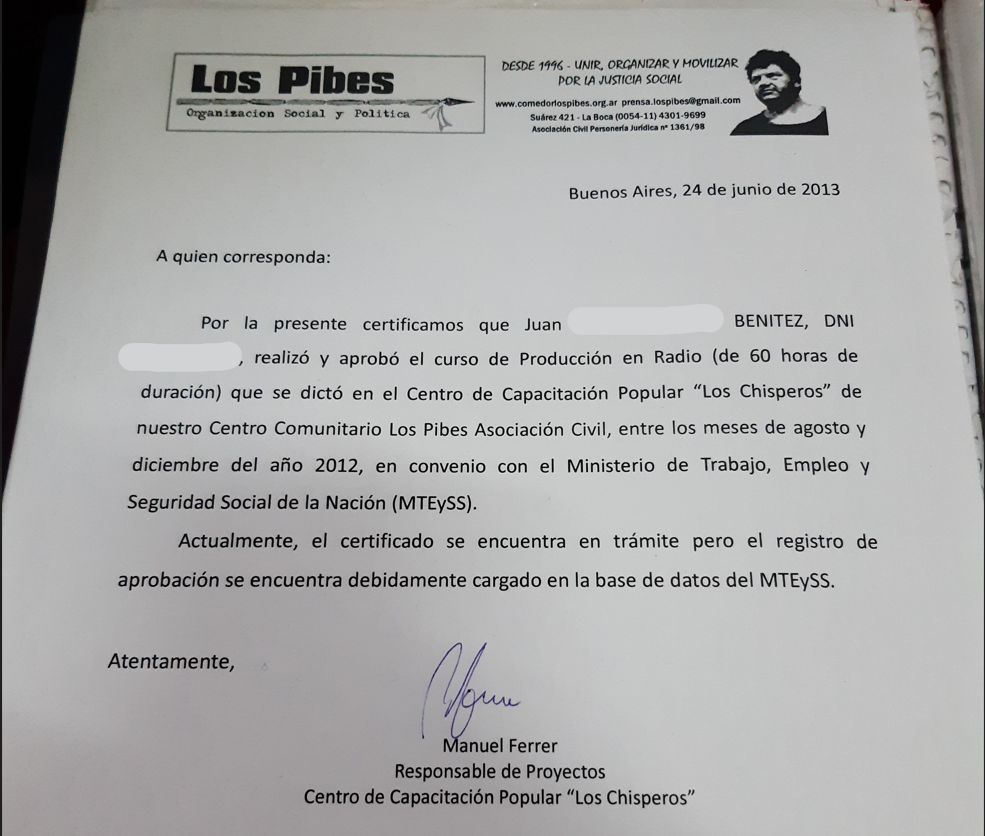 Los Pibes
Organizacion Social y Politica
DESDE 1996 - UNIR, ORGANIZAR Y MOVILIZAR
POR LA JUSTICIA SOCIAL
www.comedorlospibes.org.ar prensa.lospibes@gmail.com
Suárez 421 - La Boca (0054-11) 4301-9699
Asociación Civil Personería Jurídica nº 1361/98
Buenos Aires, 24 de junio de 2013
A quien corresponda:
Por la presente certificamos que Juan BENITEZ, DNI
, realizó y aprobó el curso de Producción en Radio (de 60 horas de
duración) que se dictó en el Centro de Capacitación Popular “Los Chisperos” de
nuestro Centro Comunitario Los Pibes Asociación Civil, entre los meses de agosto y
diciembre del año 2012, en convenio con el Ministerio de Trabajo, Empleo y
Seguridad Social de la Nación (MTEySS).
Actualmente, el certificado se encuentra en trámite pero el registro de
aprobación se encuentra debidamente cargado en la base de datos del MTEySS.
Atentamente,
Manuel Ferrer
Responsable de Proyectos
Centro de Capacitación Popular “Los Chisperos”